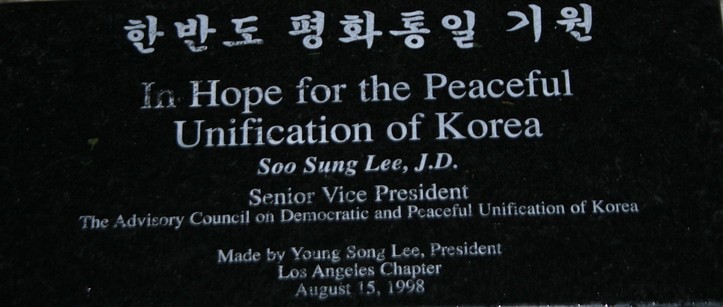 한반도 평화통일 기원
In Hope for the Peaceful
Unification of Korea
Soo Sung Lee, J.D.
Senior Vice President
The Advisory Council on Democratic and Peaceful Unification of Korea
Made by Young Song Lee, President
Los Angeles Chapter
August 15, 1998